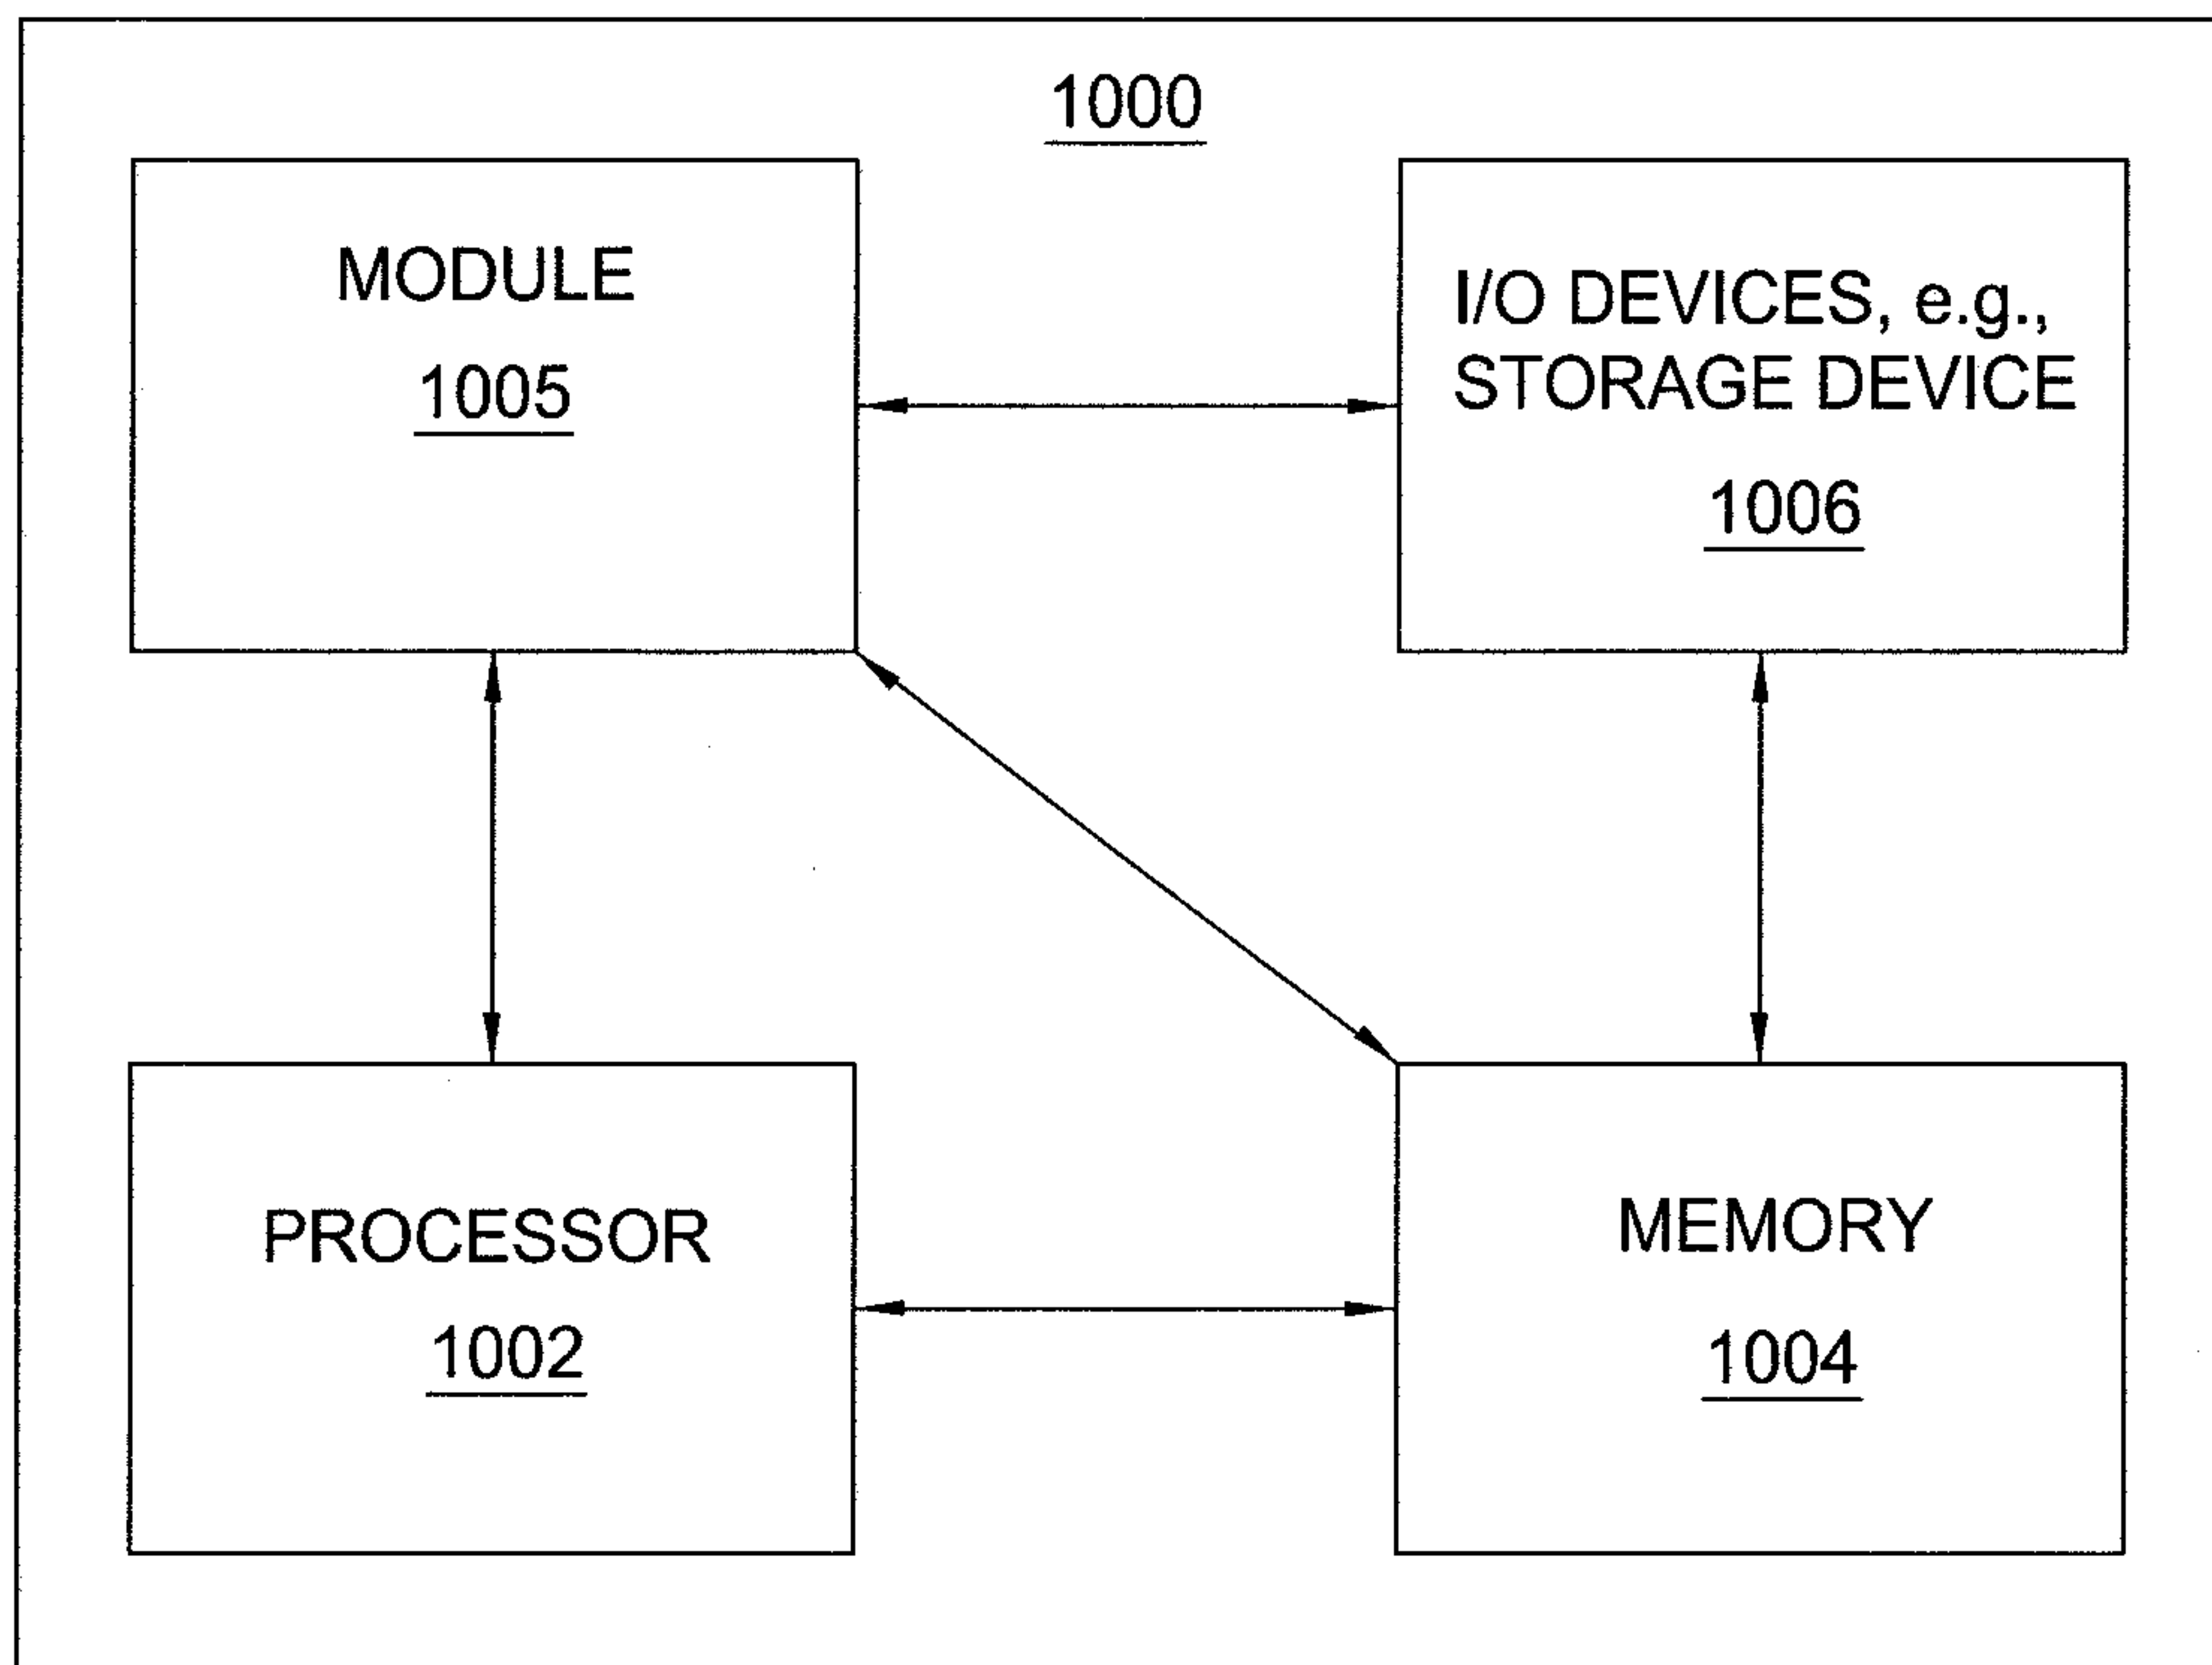 1000
MODULE
1005
I/O DEVICES, e.g.,
STORAGE DEVICE
1006
PROCESSOR
1002
MEMORY
1004